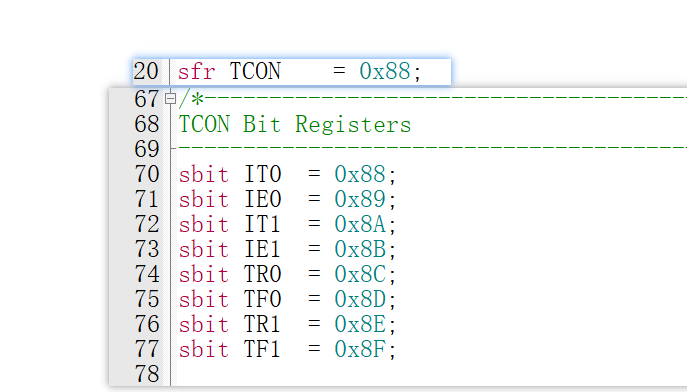 20 sfr TCON    = 0x88;
67 /*------------------------------------------
68 TCON Bit Registers
69 ------------------------------------------
70 sbit IT0  = 0x88;
71 sbit IE0  = 0x89;
72 sbit IT1  = 0x8A;
73 sbit IE1  = 0x8B;
74 sbit TR0  = 0x8C;
75 sbit TF0  = 0x8D;
76 sbit TR1  = 0x8E;
77 sbit TF1  = 0x8F;
78